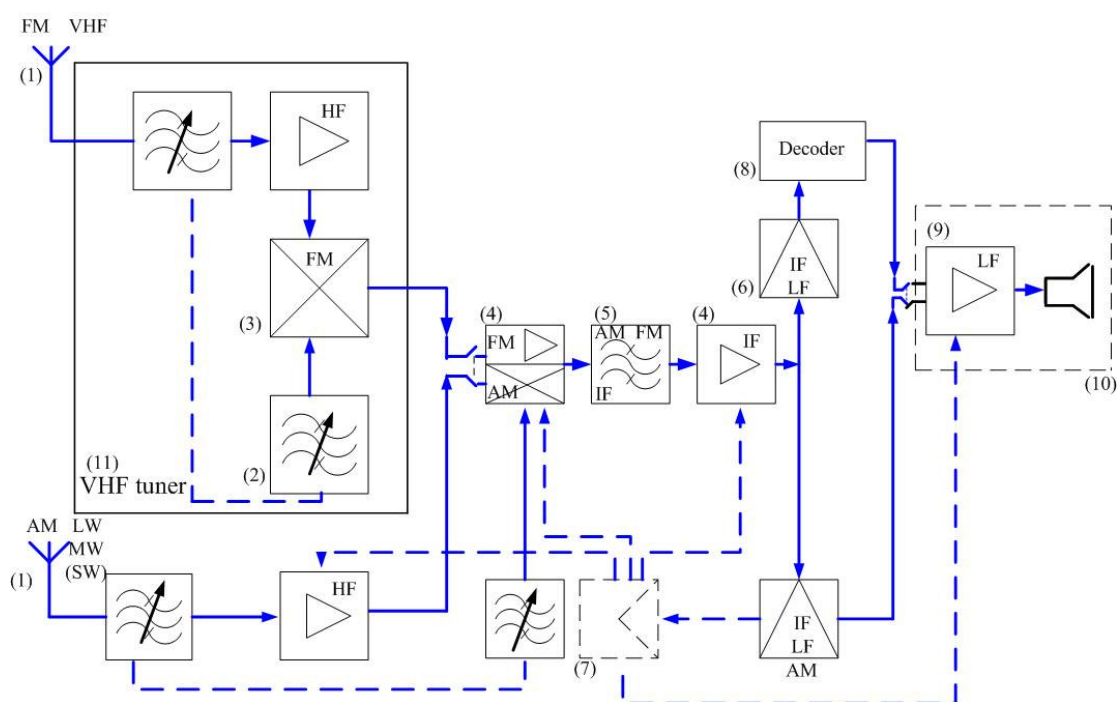 FM VHF
(1)
HF
FM
(3)
(2)
(11)
VHF tuner
AM LW
MW
(SW)
(1)
HF
(4)
FM
AM
(5)
AM FM
IF
(4)
IF
(8)
Decoder
(6)
IF
LF
(7)
IF
LF
AM
(9)
LF
(10)